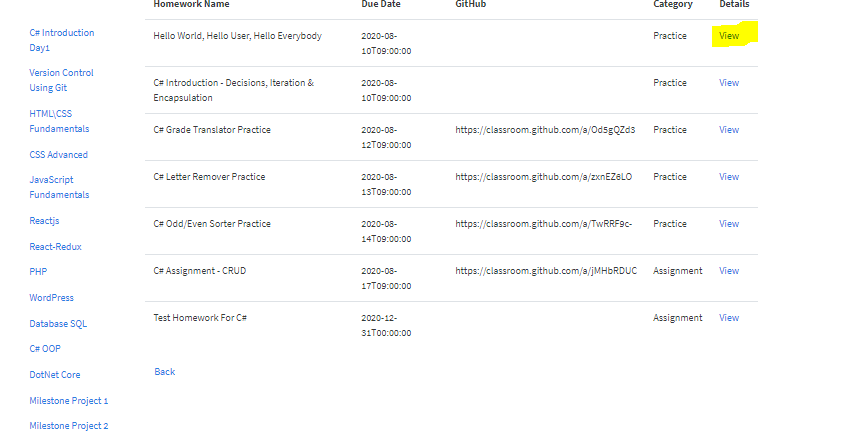 Homework Name Due Date GitHub Category Details
C# Introduction
Day1
Version Control
Using Git
HTML\CSS
Fundamentals
CSS Advanced
JavaScript
Fundamentals
Reactjs
React-Redux
PHP
WordPress
Database SQL
C# OOP
DotNet Core
Milestone Project 1
Milestone Project 2
Hello World, Hello User, Hello Everybody 2020-08- Practice View
10T09:00:00
C# Introduction - Decisions, Iteration & 2020-08- Practice View
Encapsulation 10T09:00:00
C# Grade Translator Practice 2020-08- https://classroom.github.com/a/Od5gQZd3 Practice View
12T09:00:00
C# Letter Remover Practice 2020-08- https://classroom.github.com/a/zxnEZ6LO Practice View
13T09:00:00
C# Odd/Even Sorter Practice 2020-08- https://classroom.github.com/a/TwRRF9c- Practice View
14T09:00:00
C# Assignment - CRUD 2020-08- https://classroom.github.com/a/jMHbRDUC Assignment View
17T09:00:00
Test Homework For C# 2020-12- Assignment View
31T00:00:00
Back